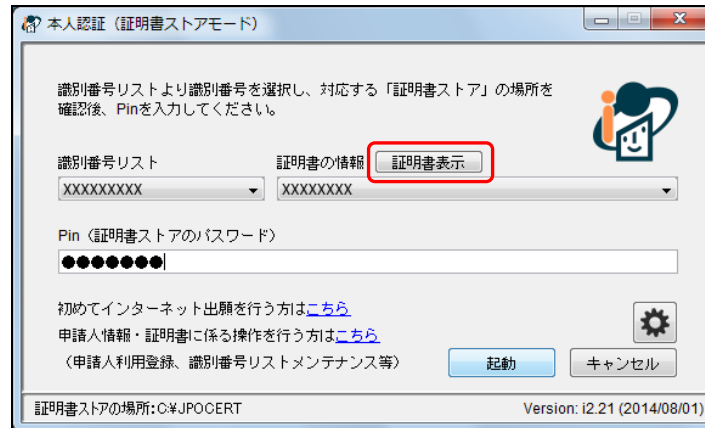 本人認証（証明書ストアモード）
識別番号リストより識別番号を選択し、対応する「証明書ストア」の場所を
確認後、Pinを入力してください。
識別番号リスト 証明書の情報 証明書表示
XXXXXXXXX XXXXXXXX
Pin（証明書ストアのパスワード）
●●●●●●●
初めてインターネット出願を行う方はこちら
申請人情報・証明書に係る操作を行う方はこちら
（申請人利用登録、識別番号リストメンテナンス等） 起動 キャンセル
証明書ストアの場所:C:¥JPOCERT Version: i2.21 (2014/08/01)